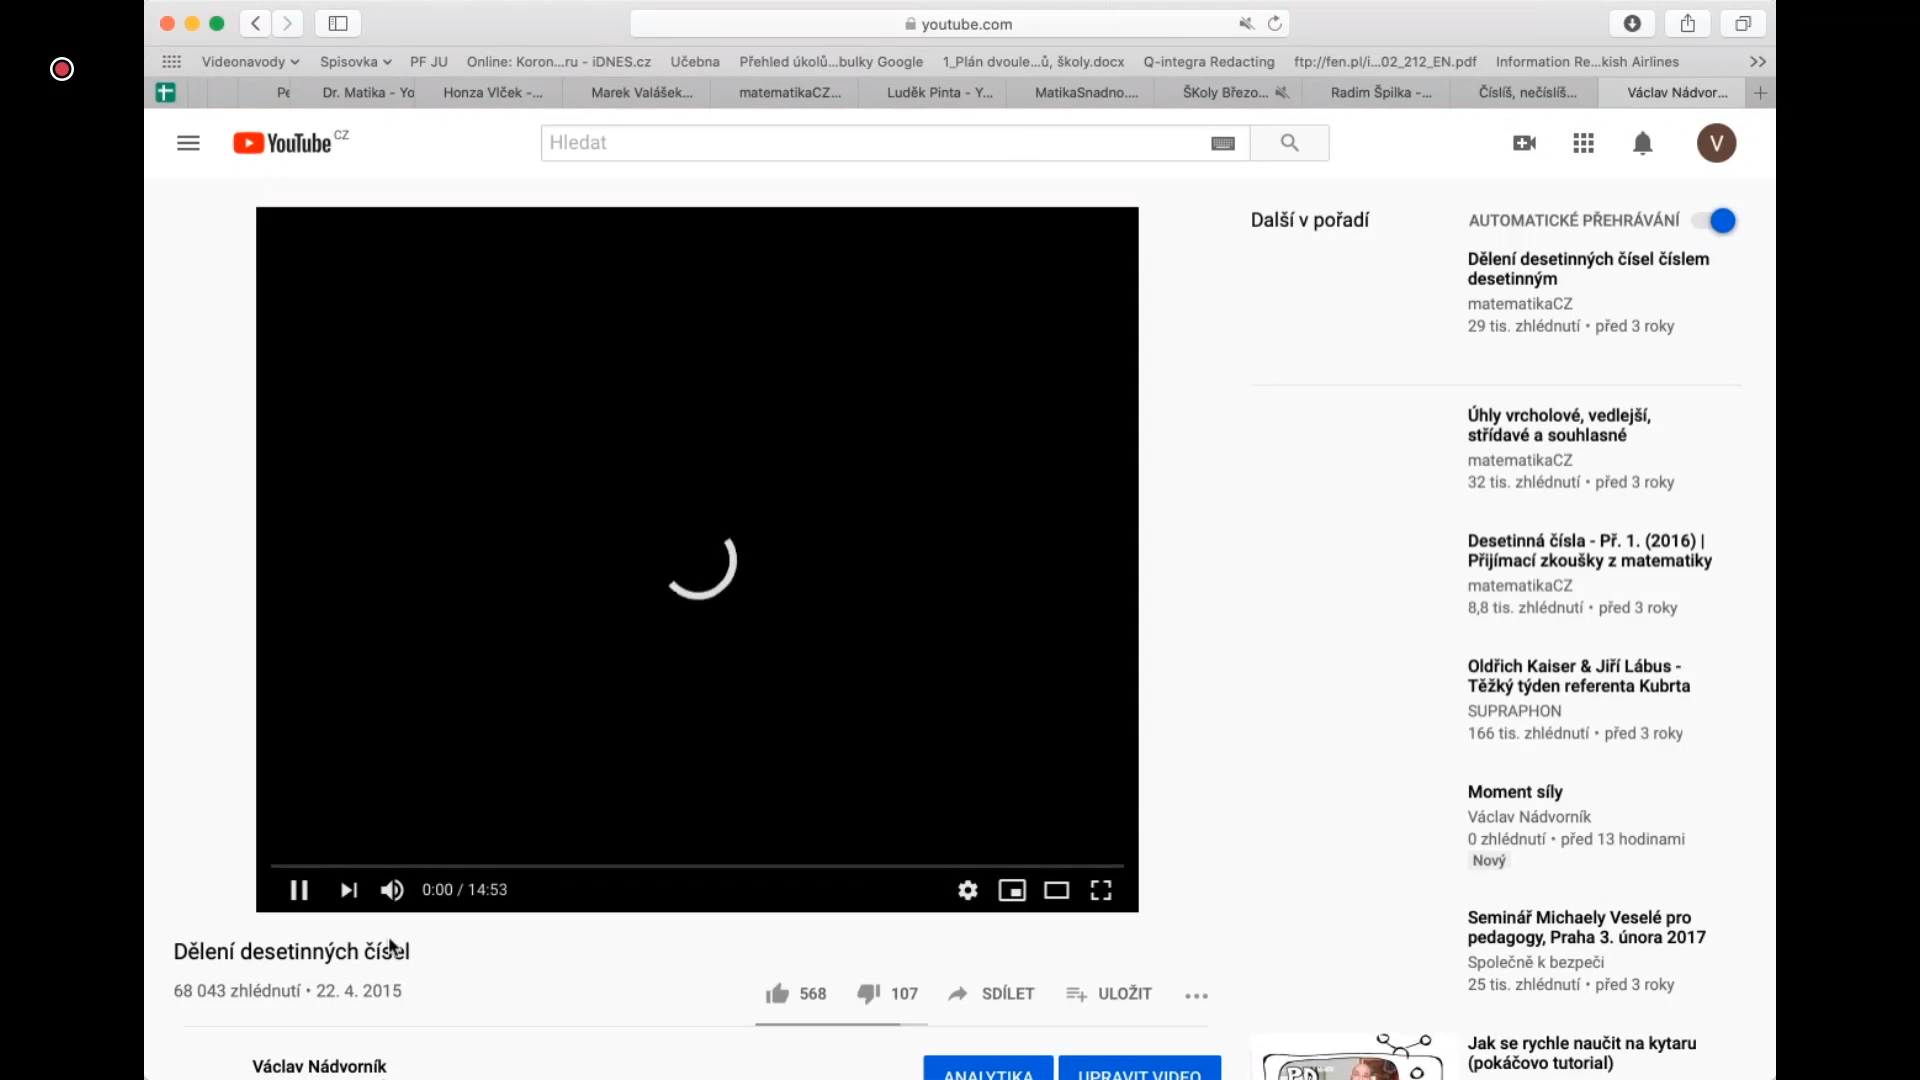 youtube.com
Videonavody
Spisovka
PF JU
Online: Koron...ru - iDNES.cz
Učebna
Přehled úkolů...bulky Google
1_Plán dvoule...ů, školy.docx
Q-integra Redacting
ftp://fen.pl/i...02_212_EN.pdf
Information Re...kish Airlines
Dr. Matika - Yo
Honza Vlček -...
Marek Valášek...
matematikaCZ...
Luděk Pinta - Y...
MatikaSnadno....
ŠKoly Březo...
Radim Špilka -...
Číslíš, nečíslíš...
Václav Nádvor...
YouTube CZ
Hledat
V
Další v pořadí
AUTOMATICKÉ PŘEHRÁVÁNÍ
Dělení desetinných čísel číslem
desetinným
matematikaCZ
29 tis. zhlédnutí • před 3 roky
Úhly vrcholové, vedlejší,
střídavé a souhlasné
matematikaCZ
32 tis. zhlédnutí • před 3 roky
Desetinná čísla - Př. 1. (2016) |
Přijímací zkoušky z matematiky
matematikaCZ
8,8 tis. zhlédnutí • před 3 roky
Oldřich Kaiser & Jiří Lábus -
Těžký týden referenta Kubrta
SUPRAPHON
166 tis. zhlédnutí • před 3 roky
Moment síly
Václav Nádvorník
0 zhlédnutí • před 13 hodinami
Nový
Seminář Michaely Veselé pro
pedagogy, Praha 3. února 2017
Společně k bezpečí
25 tis. zhlédnutí • před 3 roky
Jak se rychle naučit na kytaru
(pokáčovo tutorial)
0:00 / 14:53
Dělení desetinných čísel
68 043 zhlédnutí • 22. 4. 2015
568
107
SDÍLET
ULOŽIT
Václav Nádvorník
ANALYTIKA
UPRAVIT VIDEO